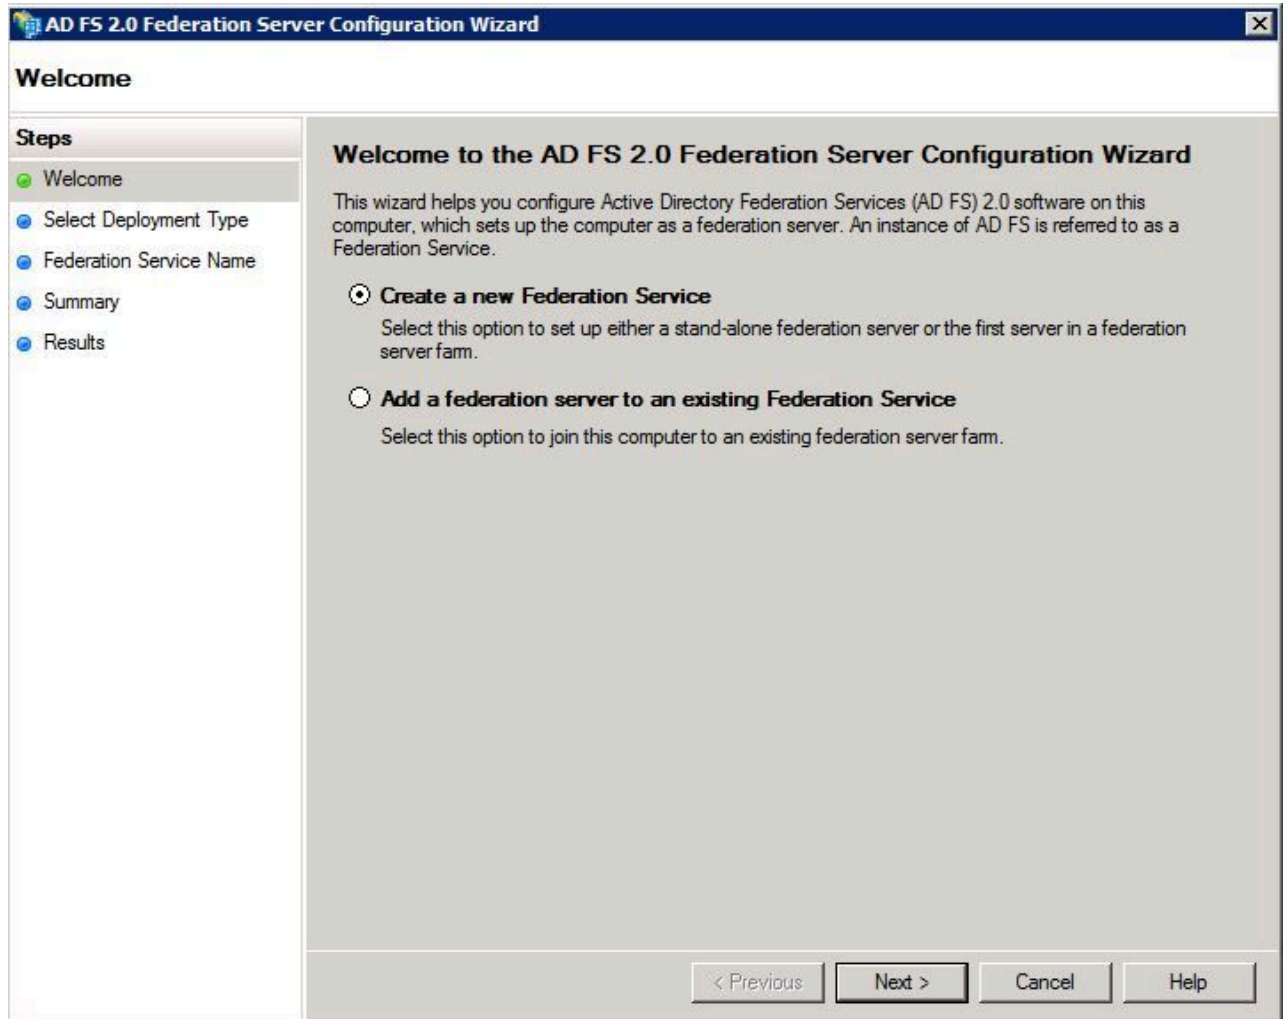 AD FS 2.0 Federation Server Configuration Wizard
Welcome
Steps
Welcome
Select Deployment Type
Federation Service Name
Summary
Results
Welcome to the AD FS 2.0 Federation Server Configuration Wizard
This wizard helps you configure Active Directory Federation Services (AD FS) 2.0 software on this
computer, which sets up the computer as a federation server. An instance of AD FS is referred to as a
Federation Service.
Create a new Federation Service
Select this option to set up either a stand-alone federation server or the first server in a federation
server farm.
Add a federation server to an existing Federation Service
Select this option to join this computer to an existing federation server farm.
< Previous
Next >
Cancel
Help